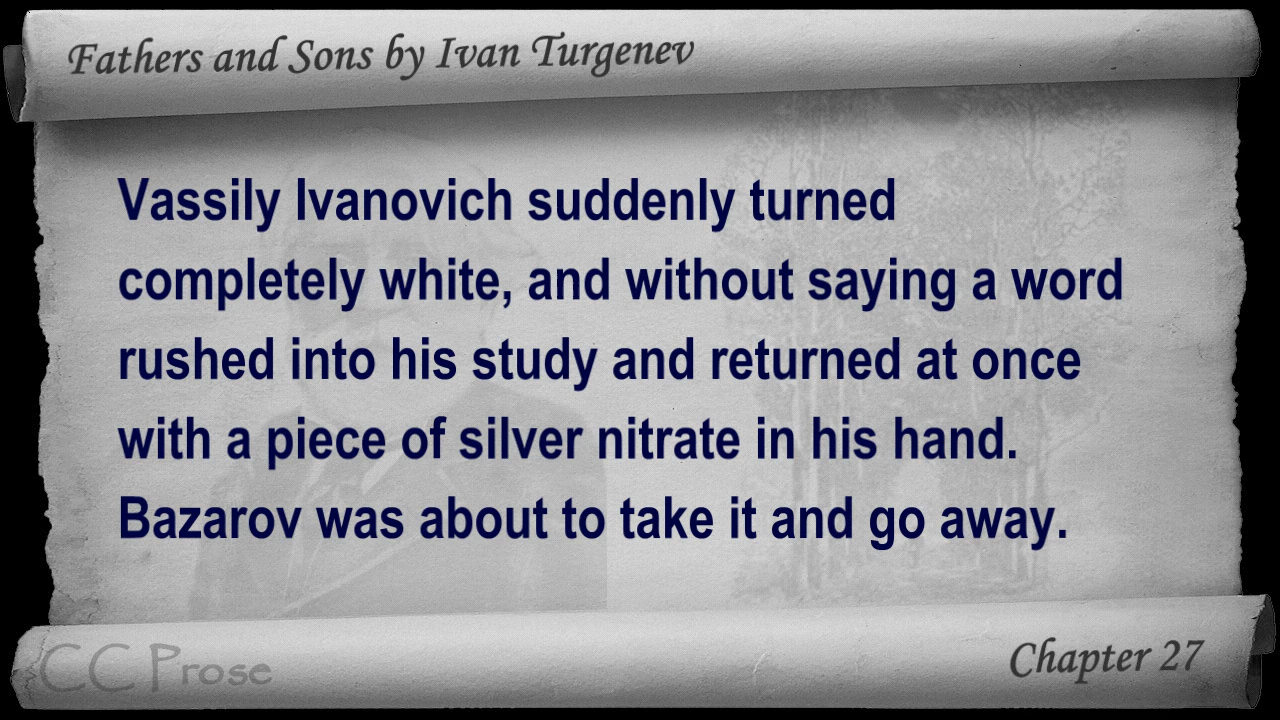 Fathers and Sons by Ivan Turgenev
Vassily Ivanovich suddenly turned
completely white, and without saying a word
rushed into his study and returned at once
with a piece of silver nitrate in his hand.
Bazarov was about to take it and go away.
CC Prose
Chapter 27